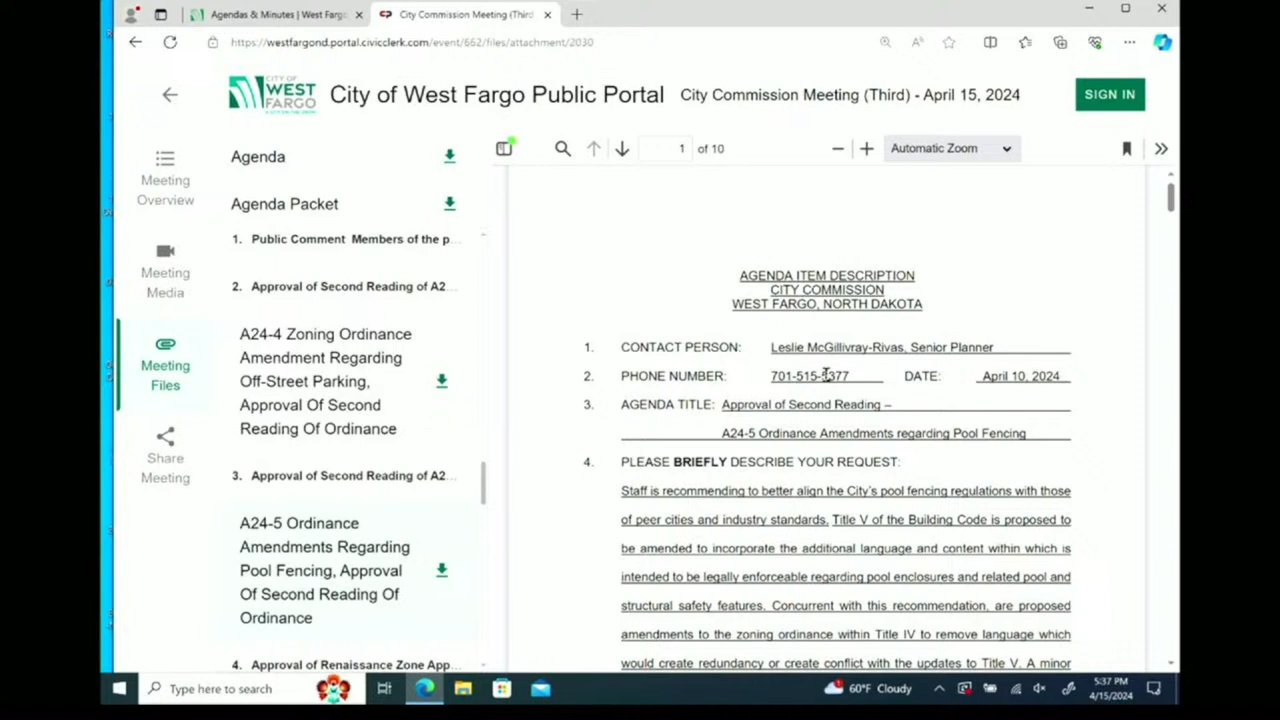 Agendas & Minutes | West Farg
City Commission Meeting (Third)
https://westfargond.portal.civicclerk.com/event/662/files/attachment/2030
CITY OF
WEST
FARGO
City of West Fargo Public Portal
City Commission Meeting (Third) - April 15, 2024
SIGN IN
Meeting
Overview
Meeting
Media
Meeting
Files
Share
Meeting
Agenda
Agenda Packet
1. Public Comment Members of the p...
2. Approval of Second Reading of A2...
A24-4 Zoning Ordinance
Amendment Regarding
Off-Street Parking,
Approval Of Second
Reading Of Ordinance
3. Approval of Second Reading of A2...
A24-5 Ordinance
Amendments Regarding
Pool Fencing, Approval
Of Second Reading Of
Ordinance
4. Approval of Renaissance Zone App...
1 of 10
Automatic Zoom
AGENDA ITEM DESCRIPTION
CITY COMMISSION
WEST FARGO, NORTH DAKOTA
1. CONTACT PERSON: Leslie McGillivray-Rivas, Senior Planner
2. PHONE NUMBER: 701-515-5377 DATE: April 10, 2024
3. AGENDA TITLE: Approval of Second Reading –
A24-5 Ordinance Amendments regarding Pool Fencing
4. PLEASE BRIEFLY DESCRIBE YOUR REQUEST:
Staff is recommending to better align the City's pool fencing regulations with those
of peer cities and industry standards. Title V of the Building Code is proposed to
be amended to incorporate the additional language and content within which is
intended to be legally enforceable regarding pool enclosures and related pool and
structural safety features. Concurrent with this recommendation, are proposed
amendments to the zoning ordinance within Title IV to remove language which
would create redundancy or create conflict with the updates to Title V. A minor
Type here to search
60°F Cloudy
5:37 PM
4/15/2024